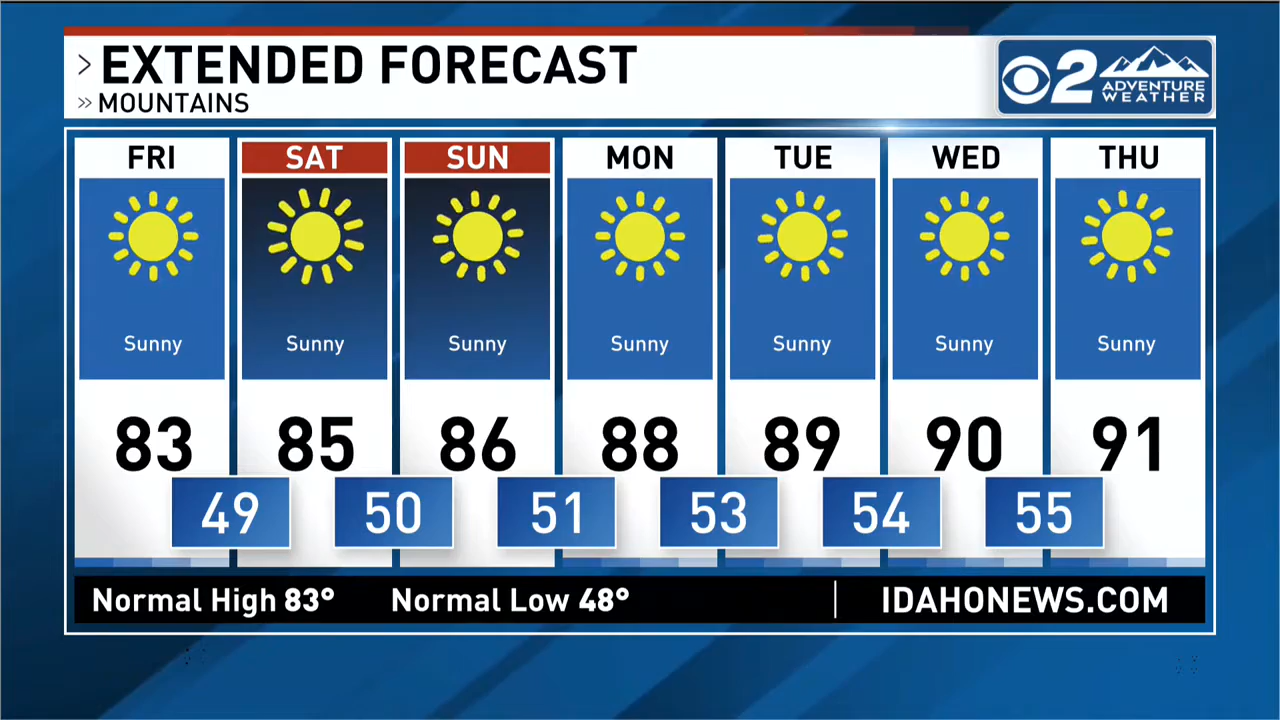 > EXTENDED FORECAST
» MOUNTAINS
2 ADVENTURE
WEATHER
FRI SAT SUN MON TUE WED THU
Sunny Sunny Sunny Sunny Sunny Sunny Sunny
83 85 86 88 89 90 91
49 50 51 53 54 55
Normal High 83° Normal Low 48° IDAHONEWS.COM